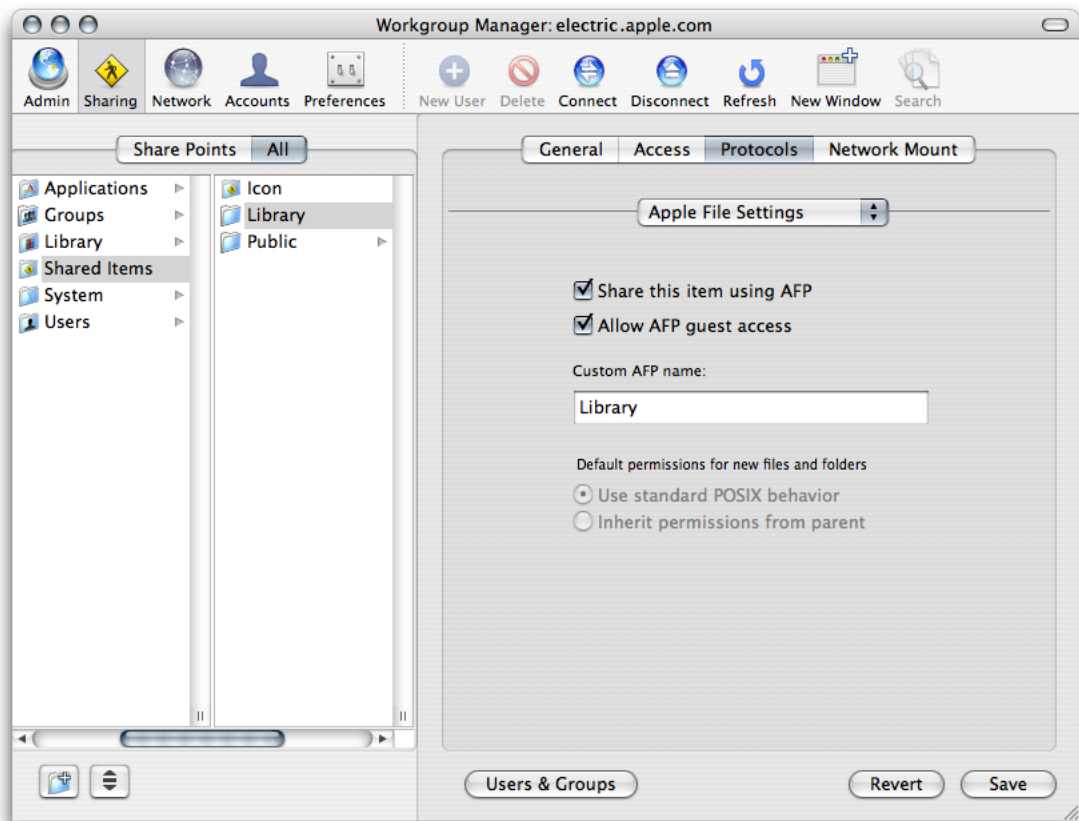 Workgroup Manager: electric.apple.com
Admin Sharing Network Accounts Preferences New User Delete Connect Disconnect Refresh New Window Search
Share Points All
General Access Protocols Network Mount
Applications
Groups
Library
Shared Items
System
Users
Icon
Library
Public
Apple File Settings
Share this item using AFP
Allow AFP guest access
Custom AFP name:
Library
Default permissions for new files and folders
Use standard POSIX behavior
Inherit permissions from parent
Users & Groups Revert Save